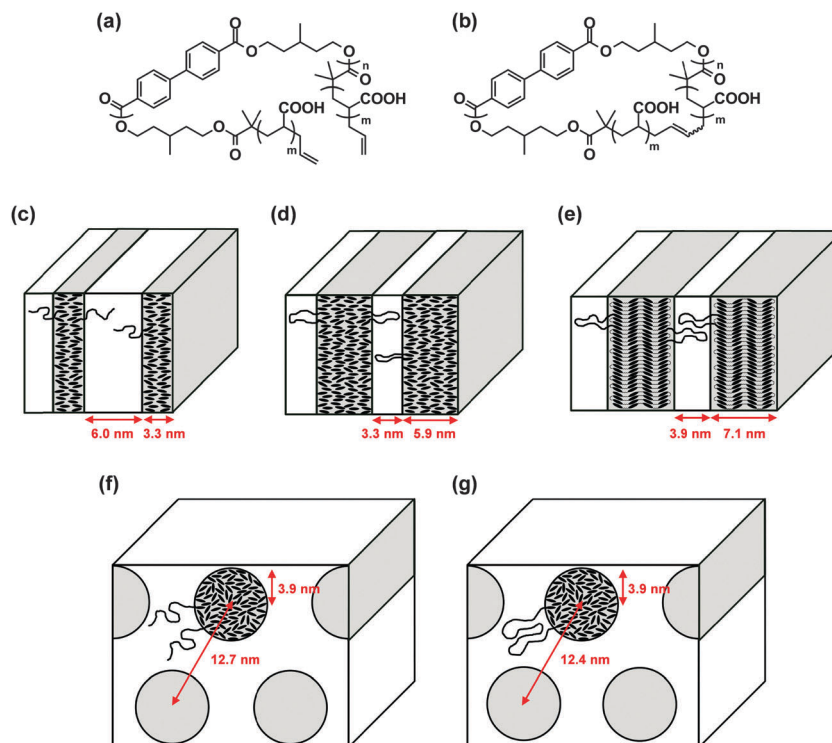 (a)
(b)
O
O
O
O
n
O
COOH
m
O
O
COOH
O
O
m
O
O
O
O
n
O
COOH
m
O
O
COOH
O
O
m
(c)
(d)
(e)
6.0 nm 3.3 nm
3.3 nm 5.9 nm
3.9 nm 7.1 nm
(f)
(g)
3.9 nm
3.9 nm
12.7 nm
12.4 nm